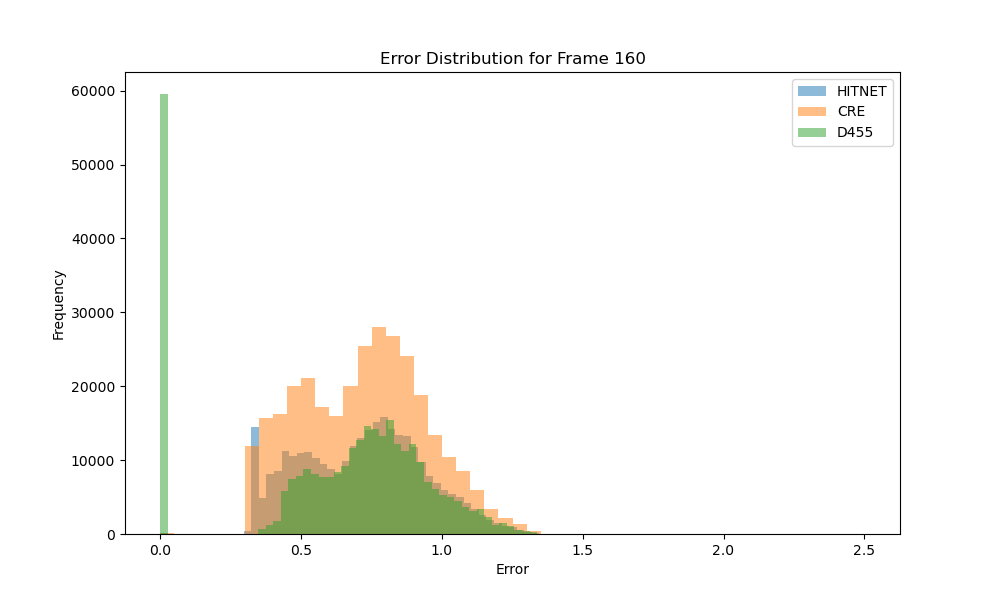 Error Distribution for Frame 160
HITNET
CRE
D455
60000
50000
40000
30000
20000
10000
0
Frequency
0.0 0.5 1.0 1.5 2.0 2.5
Error